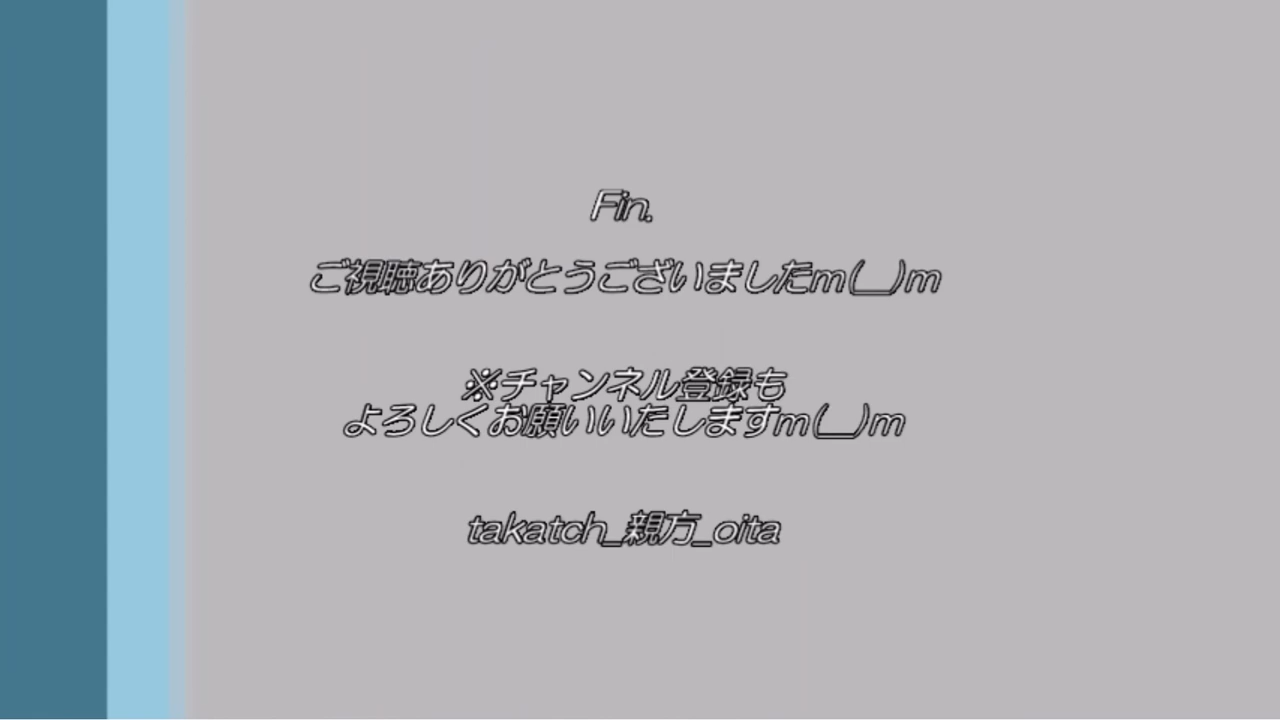 Fin.
ご視聴ありがとうございましたm(__)m
※チャンネル登録も
よろしくお願いいたしますm(__)m
takatch_親方_oita